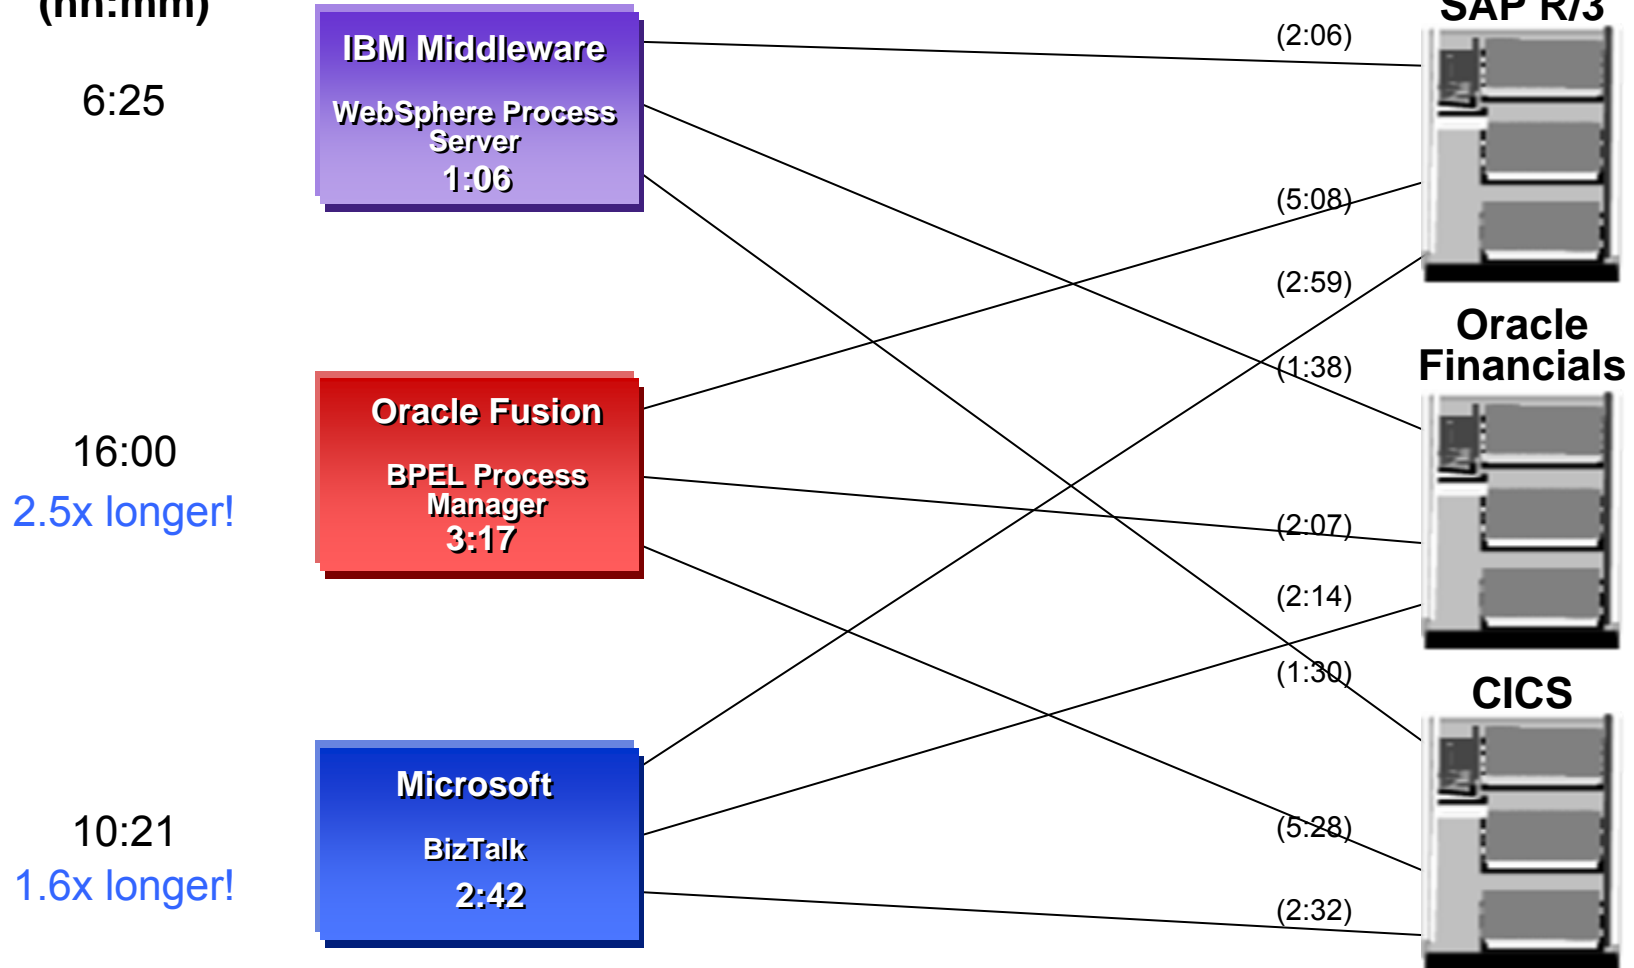 (hh:mm)
6:25
IBM Middleware
WebSphere Process
Server
1:06
(2:06)
SAP R/3
(5:08)
(2:59)
(1:38)
Oracle
Financials
16:00
2.5x longer!
Oracle Fusion
BPEL Process
Manager
3:17
(2:07)
(2:14)
(1:30)
CICS
10:21
1.6x longer!
Microsoft
BizTalk
2:42
(5:28)
(2:32)